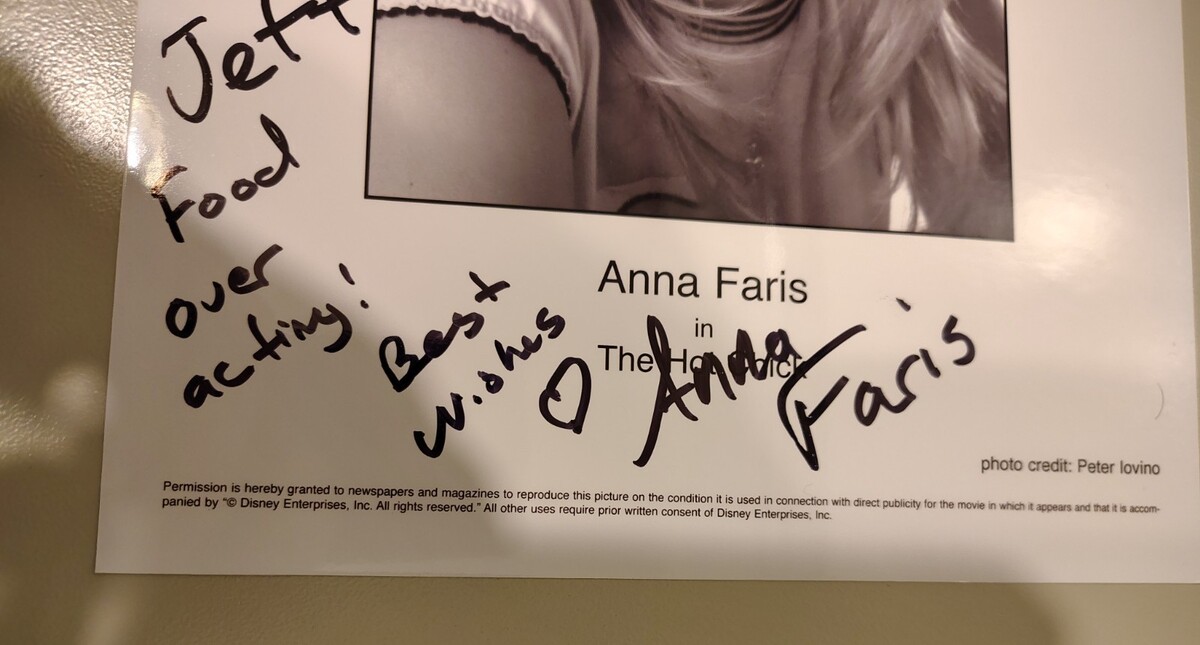 Jeff
Food
over
acting!
Best
wishes
Anna Faris
Anna Faris
in
The Hot Chick
photo credit: Peter Iovino
Permission is hereby granted to newspapers and magazines to reproduce this picture on the condition it is used in connection with direct publicity for the movie in which it appears and that it is accom-
panied by "© Disney Enterprises, Inc. All rights reserved." All other uses require prior written consent of Disney Enterprises, Inc.